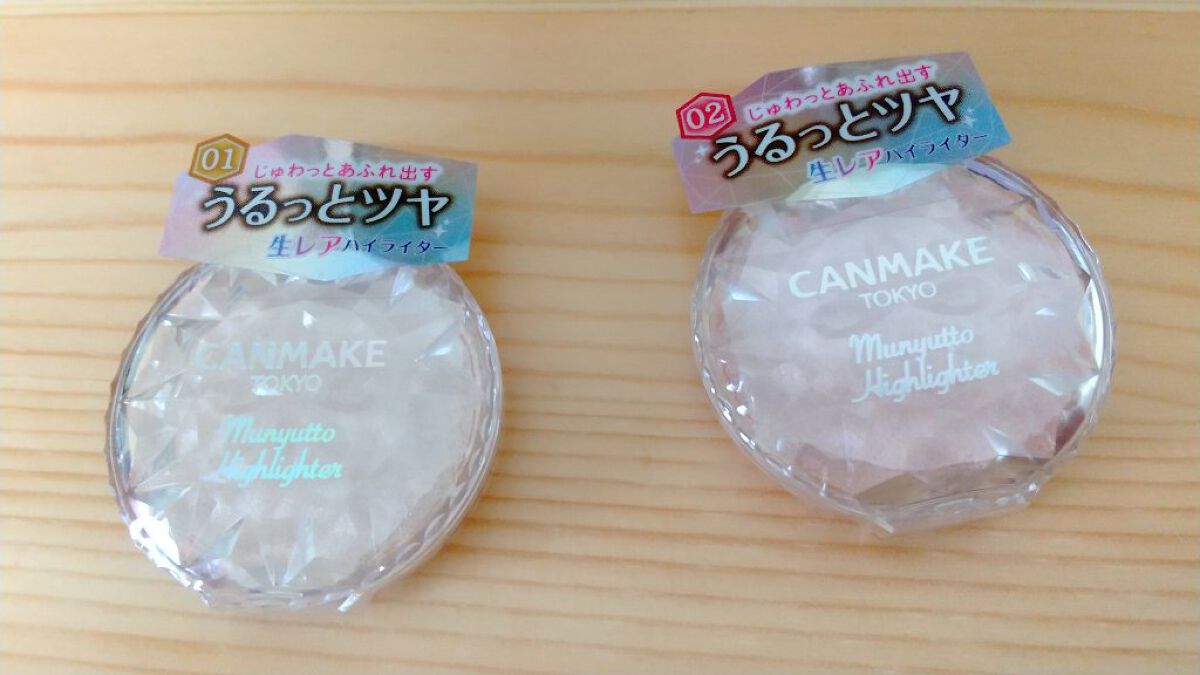 01
じゅわっとあふれ出す
うるっとツヤ
生レアハイライター
CANMAKE
TOKYO
Munyutto
Highlighter
02
じゅわっとあふれ出す
うるっとツヤ
生レアハイライター
CANMAKE
TOKYO
Munyutto
Highlighter